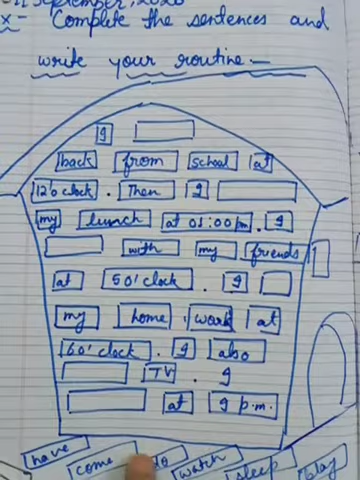 September, 2020
Ex- Complete the sentences and
write your routine.
I
back from school at
12'o clock. Then I
my lunch at 01:00 pm. I
with my friends
at 5 O' clock. I
my home work at
6 O' clock. I also
TV. I
at 9 p.m.
have come do watch sleep Play